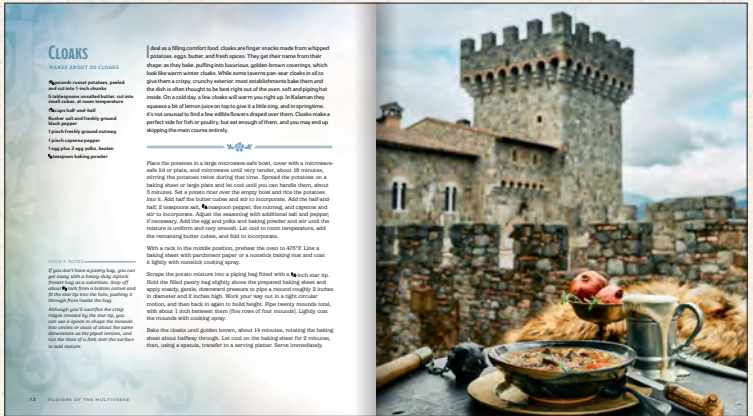 CLOAKS
MAKES ABOUT 20 CLOAKS
pounds russet potatoes, peeled
and cut into 1-inch chunks
5 tablespoons unsalted butter, cut into
small cubes, at room temperature
cups half-and-half
Kosher salt and freshly ground
black pepper
1 pinch freshly ground nutmeg
1 pinch cayenne pepper
1 egg plus 2 egg yolks, beaten
teaspoon baking powder
COOK'S NOTES
If you don't have a pastry bag, you can
get away with a heavy-duty ziplock
freezer bag as a substitute. Snip off
about inch from a bottom corner and
fit the star tip into the hole, pushing it
through from inside the bag.
Although you'll sacrifice the crisp
ridges created by the star tip, you
can use a spoon to shape the mounds
into circles or ovals of about the same
dimensions as the piped version, and
run the tines of a fork over the surface
to add texture.
72 FLAVORS OF THE MULTIVERSE
Ideal as a filling comfort food, cloaks are finger snacks made from whipped
potatoes, eggs, butter, and fresh spices. They get their name from their
shape: as they bake, puffing into luxurious, golden-brown coverings, which
look like warm winter cloaks. While some taverns pan-sear cloaks in oil to
give them a crispy, crunchy exterior, most establishments bake them and
the dish is often thought to be best right out of the oven, soft and piping hot
inside. On a cold day, a few cloaks will warm you right up. In Kalaman they
squeeze a bit of lemon juice on top to give it a little zing, and in springtime,
it's not unusual to find a few edible flowers draped over them. Cloaks make a
perfect side for fish or poultry, but eat enough of them, and you may end up
skipping the main course entirely.
Place the potatoes in a large microwave-safe bowl, cover with a microwave-
safe lid or plate, and microwave until very tender, about 18 minutes,
stirring the potatoes twice during that time. Spread the potatoes on a
baking sheet or large plate and let cool until you can handle them, about
5 minutes. Set a potato ricer over the empty bowl and rice the potatoes
into it. Add half the butter cubes and stir to incorporate. Add the half-and-
half, 2 teaspoons salt, teaspoon pepper, the nutmeg, and cayenne and
stir to incorporate. Adjust the seasoning with additional salt and pepper,
if necessary. Add the egg and yolks and baking powder and stir until the
mixture is uniform and very smooth. Let cool to room temperature, add
the remaining butter cubes, and fold to incorporate.
With a rack in the middle position, preheat the oven to 475°F. Line a
baking sheet with parchment paper or a nonstick baking mat and coat
it lightly with nonstick cooking spray.
Scrape the potato mixture into a piping bag fitted with a inch star tip.
Hold the filled pastry bag slightly above the prepared baking sheet and
apply steady, gentle, downward pressure to pipe a mound roughly 2 inches
in diameter and 2 inches high. Work your way out in a tight circular
motion, and then back in again to build height. Pipe twenty mounds total,
with about 1 inch between them (five rows of four mounds). Lightly coat
the mounds with cooking spray.
Bake the cloaks until golden brown, about 14 minutes, rotating the baking
sheet about halfway through. Let cool on the baking sheet for 2 minutes,
then, using a spatula, transfer to a serving platter. Serve immediately.